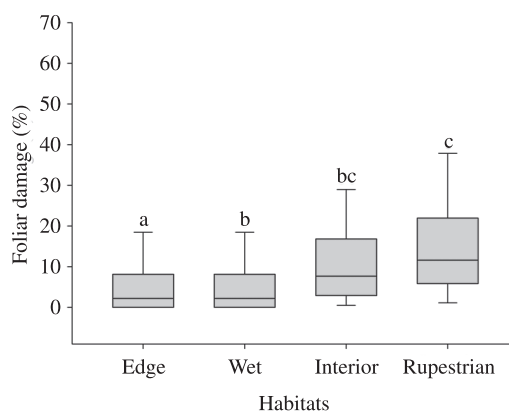 Foliar damage (%)
70
60
50
40
30
20
10
0
a
b
bc
c
Edge
Wet
Interior
Rupestrian
Habitats